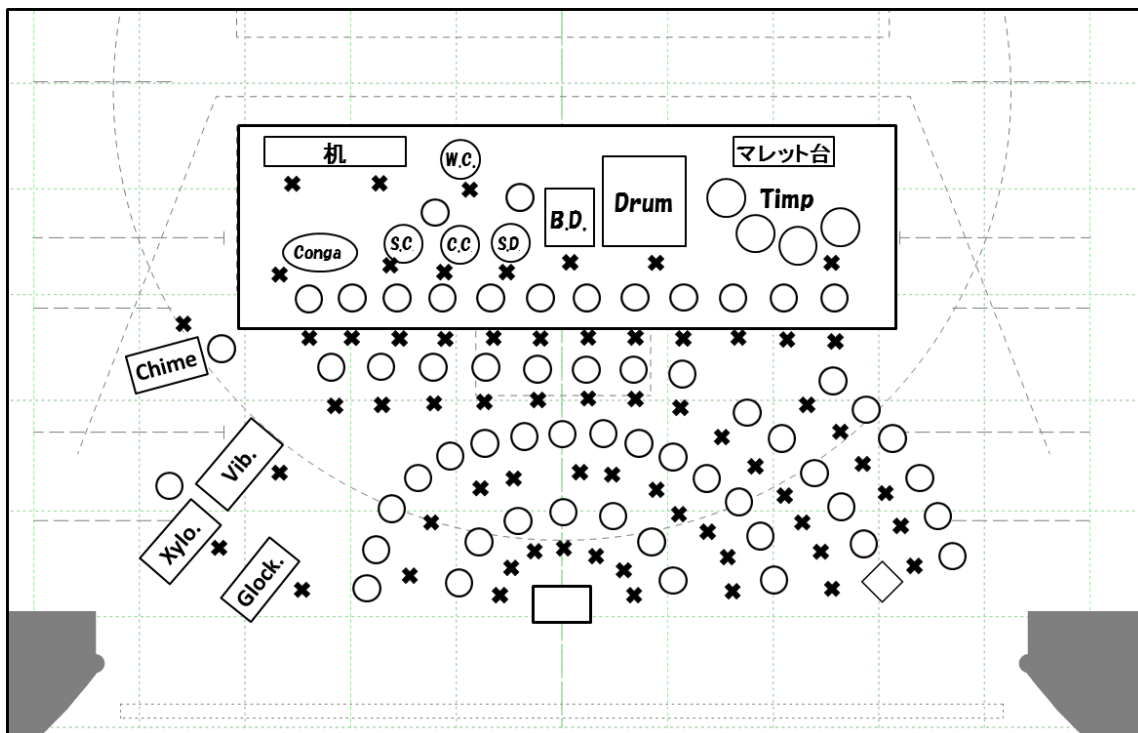 机
W.C.
マレット台
Drum
Timp
B.D.
Conga
S.C.
C.C.
S.D.
Chime
Vib.
Xylo.
Glock.